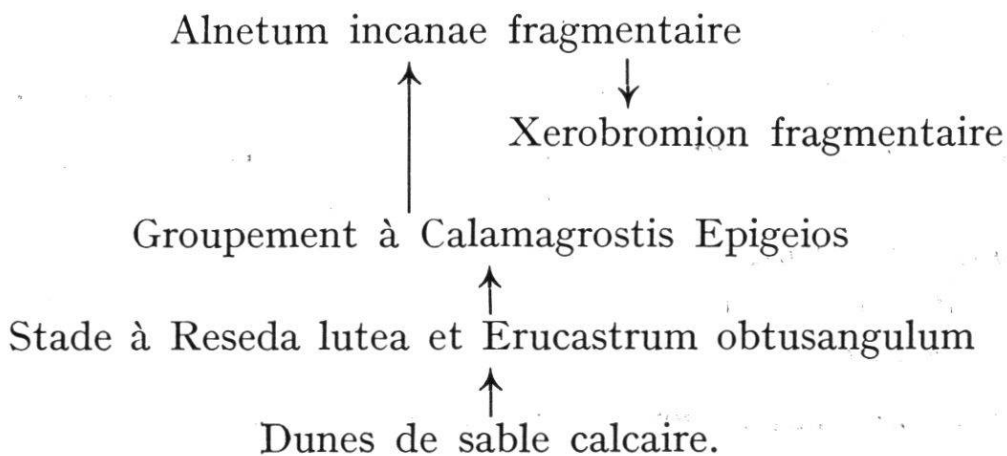 Alnetum incanae fragmentaire
Xerobromion fragmentaire
Groupement à Calamagrostis Epigeios
Stade à Reseda lutea et Erucastrum obtusangulum
Dunes de sable calcaire.